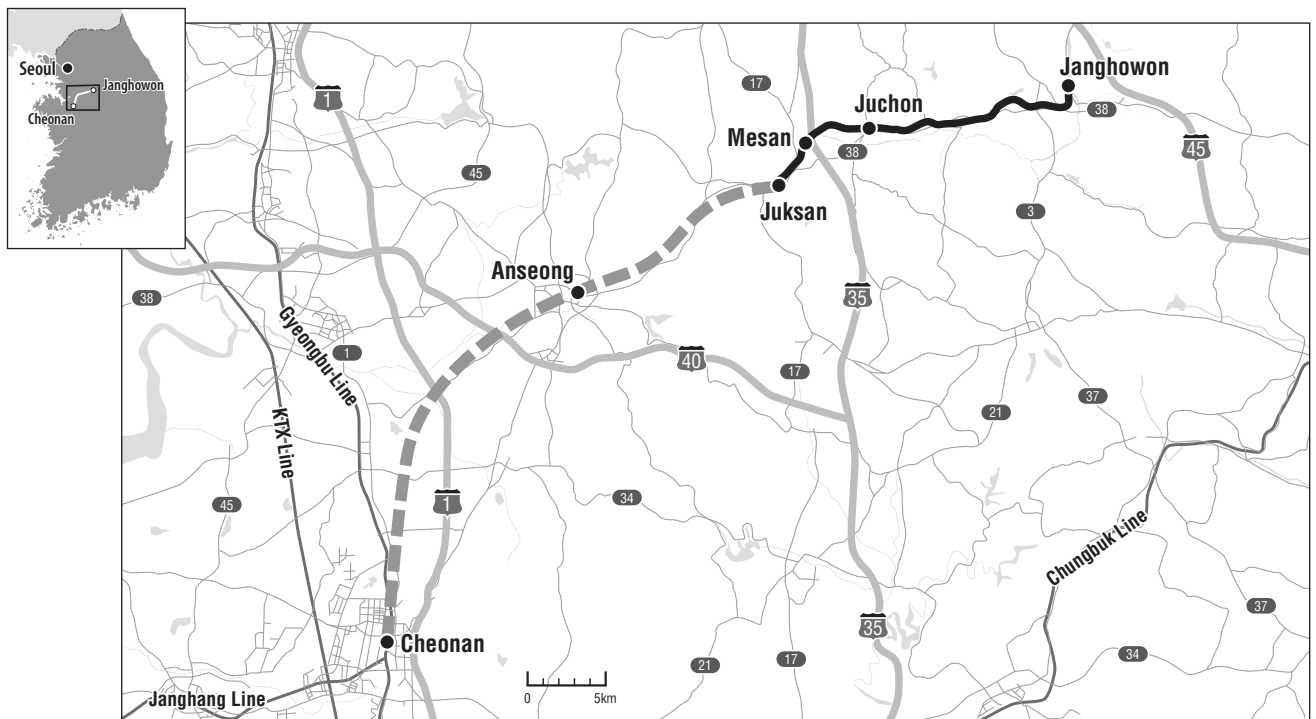 Seoul
Janghowon
Cheonan
1
17
Janghowon
Juchon
38
Mesan
38
45
45
Juksan
3
Anseong
38
35
Gyeongbu Line
1
40
17
KTX Line
37
21
45
34
1
Chungbuk Line
37
35
Cheonan
34
21
17
Janghang Line
0
5km